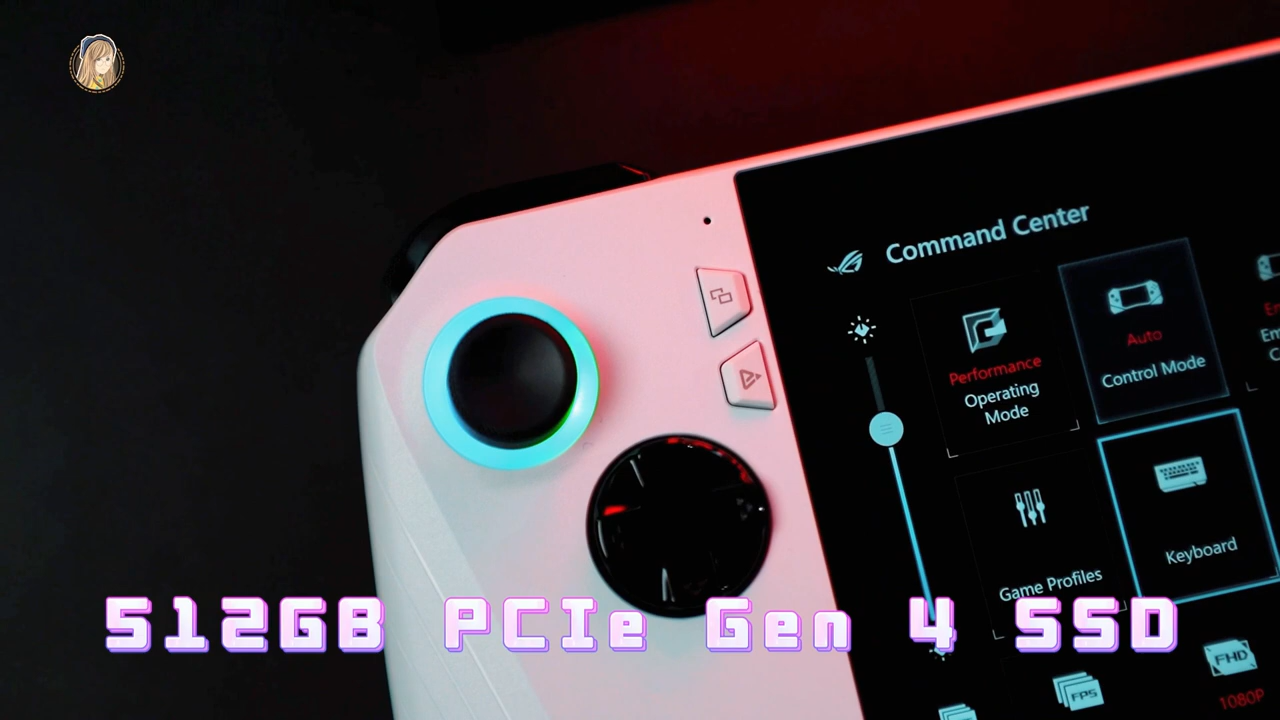 Command Center
Performance
Operating
Mode
Auto
Control Mode
Game Profiles
Keyboard
512GB PCIe Gen 4 SSD
FPS
FHD
1080P